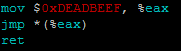 mov $0xDEADBEEF, %eax
jmp *(%eax)
ret